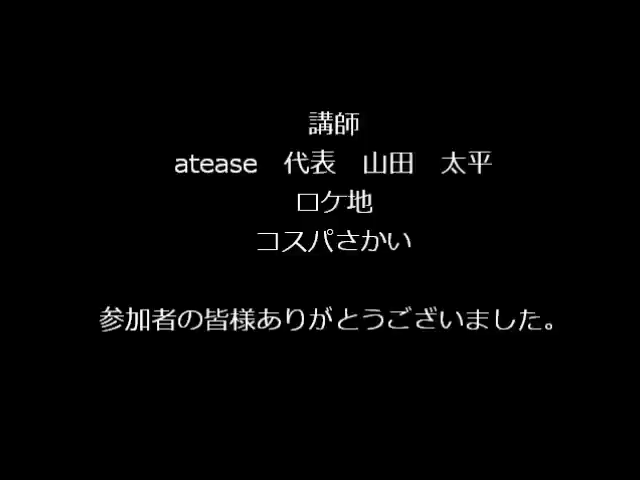 講師
atease　代表　山田　太平
ロケ地
コスパさかい
参加者の皆様ありがとうございました。